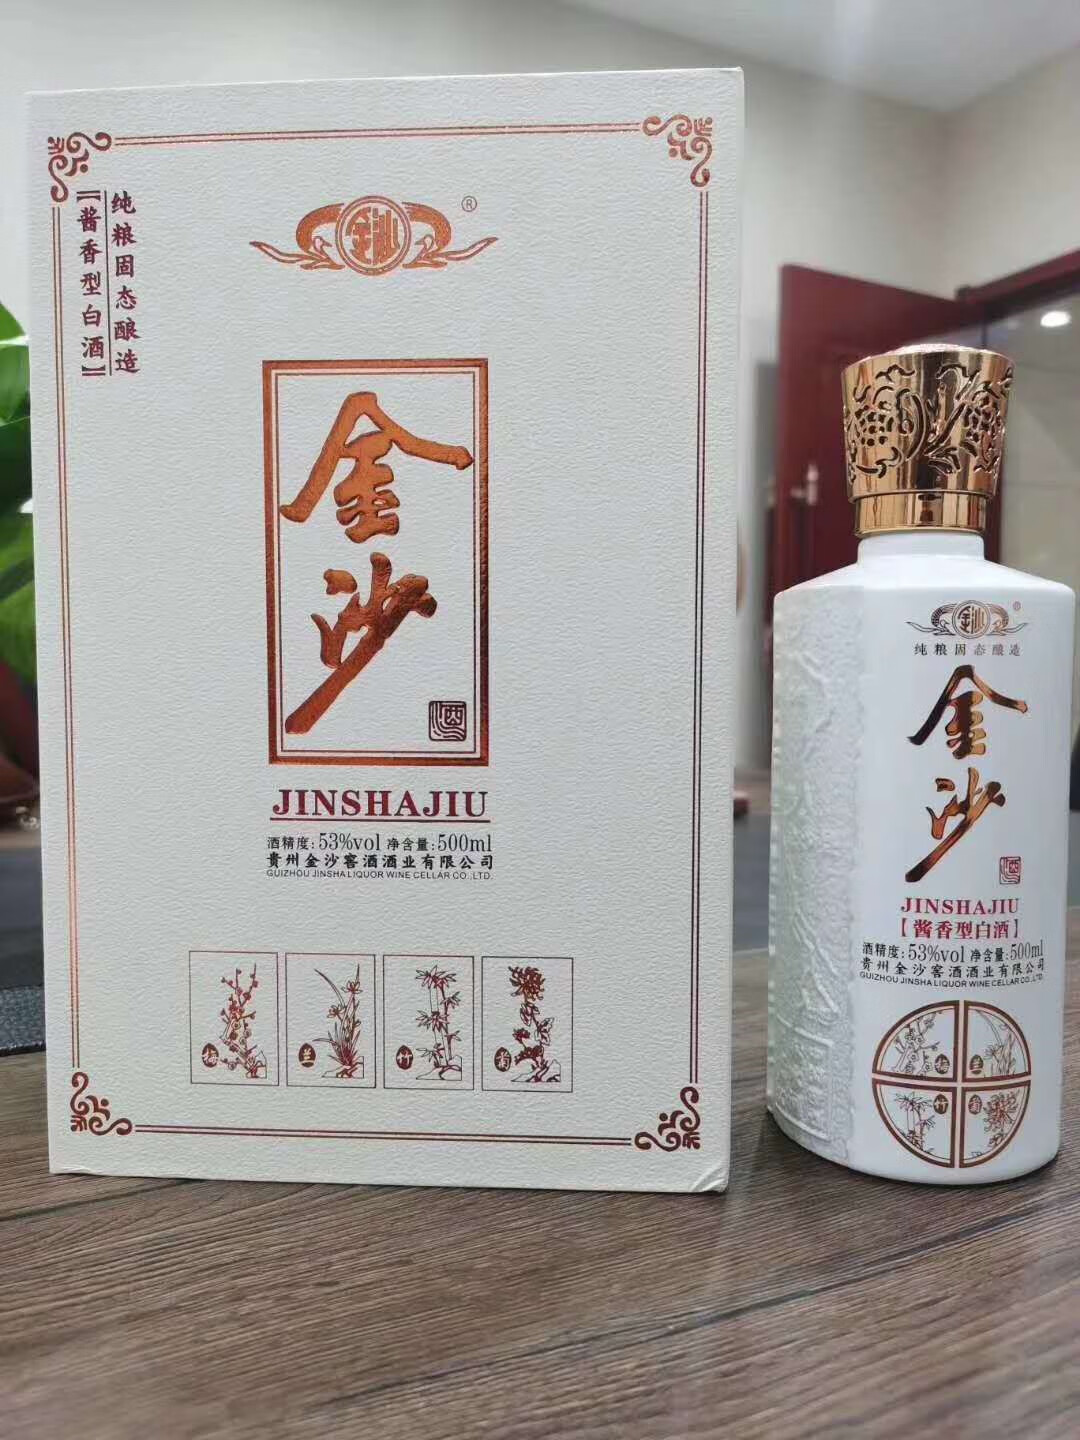 纯粮固态酿造
【酱香型白酒】
金沙
®
金沙
酒
JINSHAJIU
酒精度:53%vol 净含量:500ml
贵州金沙窖酒酒业有限公司
GUIZHOU JINSHA LIQUOR WINE CELLAR CO.,LTD.
梅
兰
竹
菊
金沙
®
纯粮固态酿造
金沙
酒
JINSHAJIU
【酱香型白酒】
酒精度:53%vol 净含量:500ml
贵州金沙窖酒酒业有限公司
GUIZHOU JINSHA LIQUOR WINE CELLAR CO.,LTD.
梅
兰
竹
菊